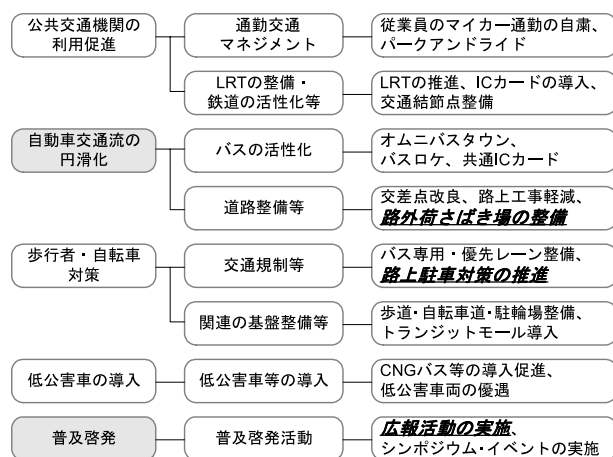 公共交通機関の
利用促進
通勤交通
マネジメント
従業員のマイカー通勤の自粛、
パークアンドライド
LRTの整備・
鉄道の活性化等
LRTの推進、ICカードの導入、
交通結節点整備
自動車交通流の
円滑化
バスの活性化
オムニバスタウン、
バスロケ、共通ICカード
道路整備等
交差点改良、路上工事軽減、
路外荷さばき場の整備
歩行者・自転車
対策
交通規制等
バス専用・優先レーン整備、
路上駐車対策の推進
関連の基盤整備等
歩道・自転車道・駐輪場整備、
トランジットモール導入
低公害車の導入
低公害車等の導入
CNGバス等の導入促進、
低公害車両の優遇
普及啓発
普及啓発活動
広報活動の実施、
シンポジウム・イベントの実施